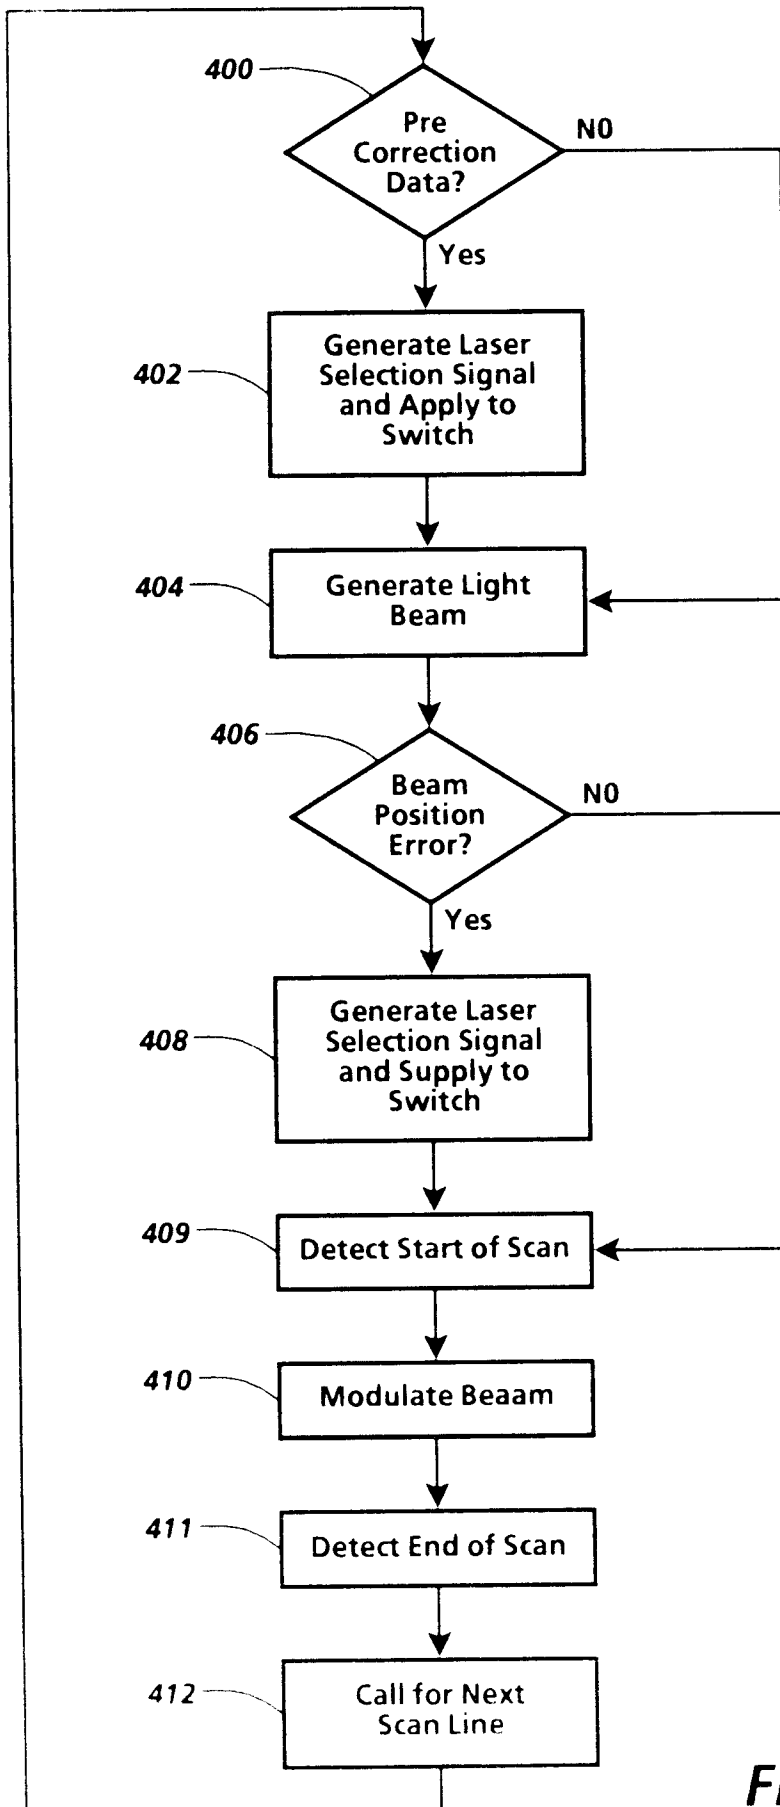 400
Pre
Correction
Data?
N0
Yes
402
Generate Laser
Selection Signal
and Apply to
Switch
404
Generate Light
Beam
406
Beam
Position
Error?
N0
Yes
408
Generate Laser
Selection Signal
and Supply to
Switch
409
Detect Start of Scan
410
Modulate Beaam
411
Detect End of Scan
412
Call for Next
Scan Line